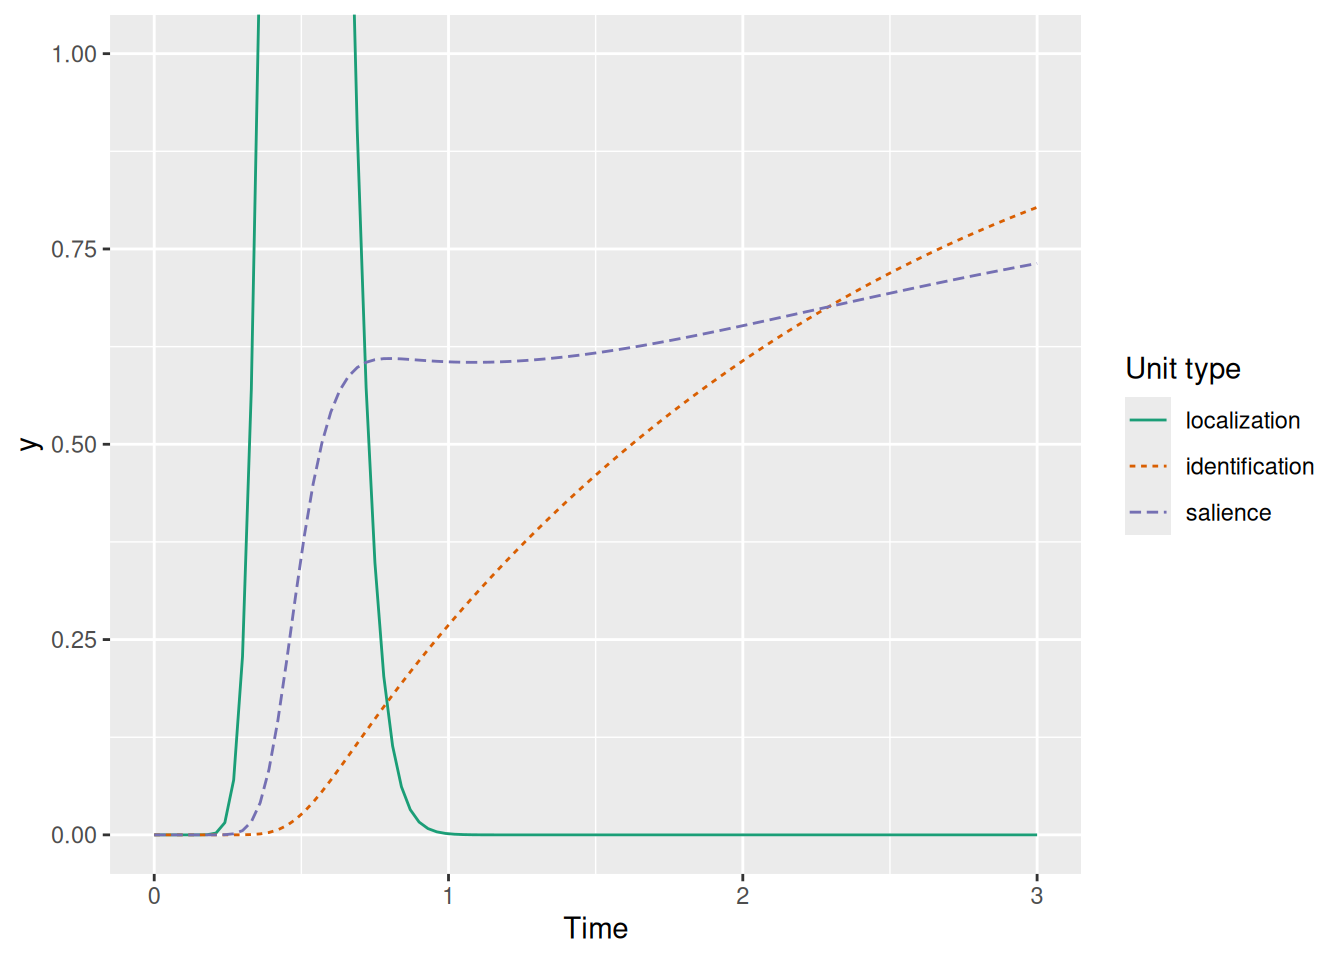 1.00
0.75
0.50
0.25
0.00
y
0 1 2 3
Time
Unit type
localization
identification
salience